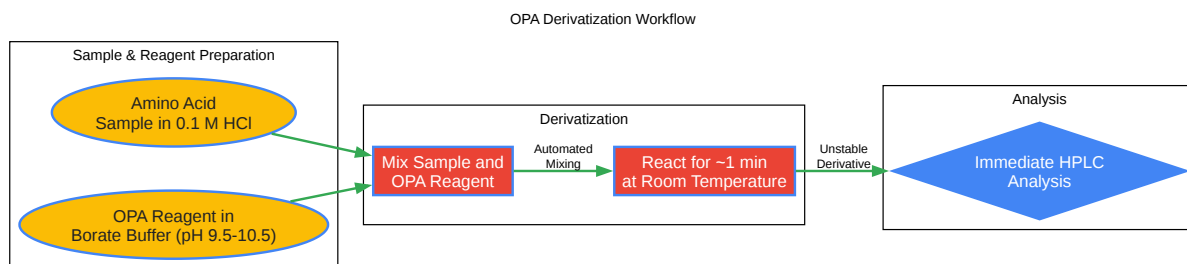 OPA Derivatization Workflow
Sample & Reagent Preparation
Amino Acid
Sample in 0.1 M HCl
OPA Reagent in
Borate Buffer (pH 9.5-10.5)
Derivatization
Mix Sample and
OPA Reagent
Automated
Mixing
React for ~1 min
at Room Temperature
Unstable
Derivative
Analysis
Immediate HPLC
Analysis